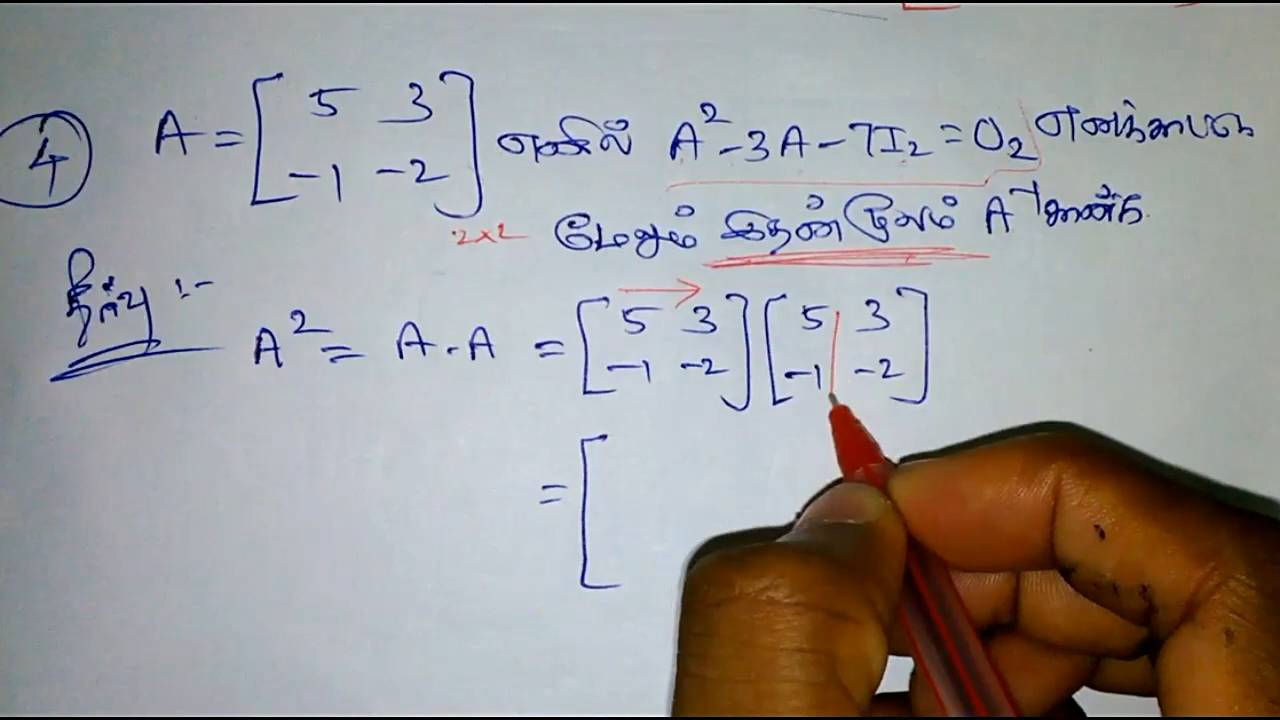 4 A = [ 5 3 -1 -2 ] எனில் A² - 3A - 7I₂ = O₂ எனக்காட்டுக
2×2 மேலும் இதன் மூலம் A⁻¹ காண்க.
தீர்வு :-
A² = A . A = [ 5 3 -1 -2 ] [ 5 3 -1 -2 ]
= [